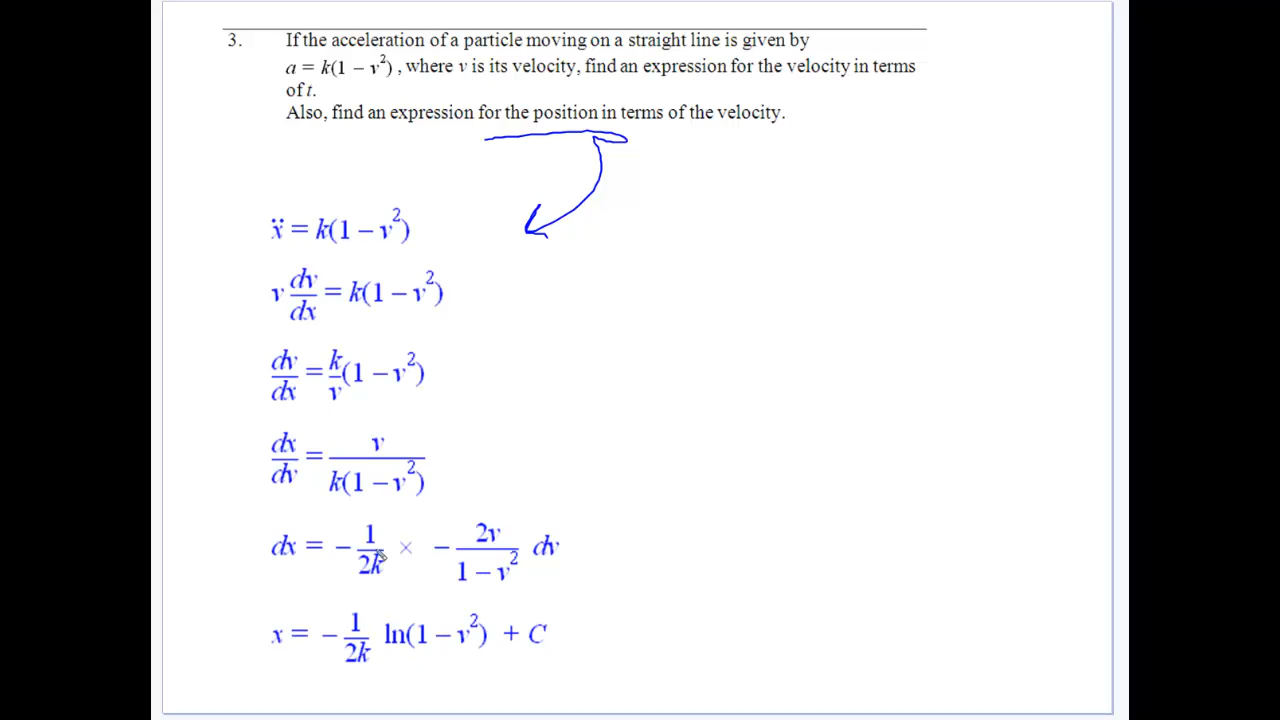 3. If the acceleration of a particle moving on a straight line is given by
a = k(1 − v²), where v is its velocity, find an expression for the velocity in terms
of t.
Also, find an expression for the position in terms of the velocity.
ẍ = k(1 − v²)
v dv/dx = k(1 − v²)
dv/dx = k/v(1 − v²)
dx/dv = v/k(1 − v²)
dx = − 1/2k × − 2v/1 − v² dv
x = − 1/2k ln(1 − v²) + C